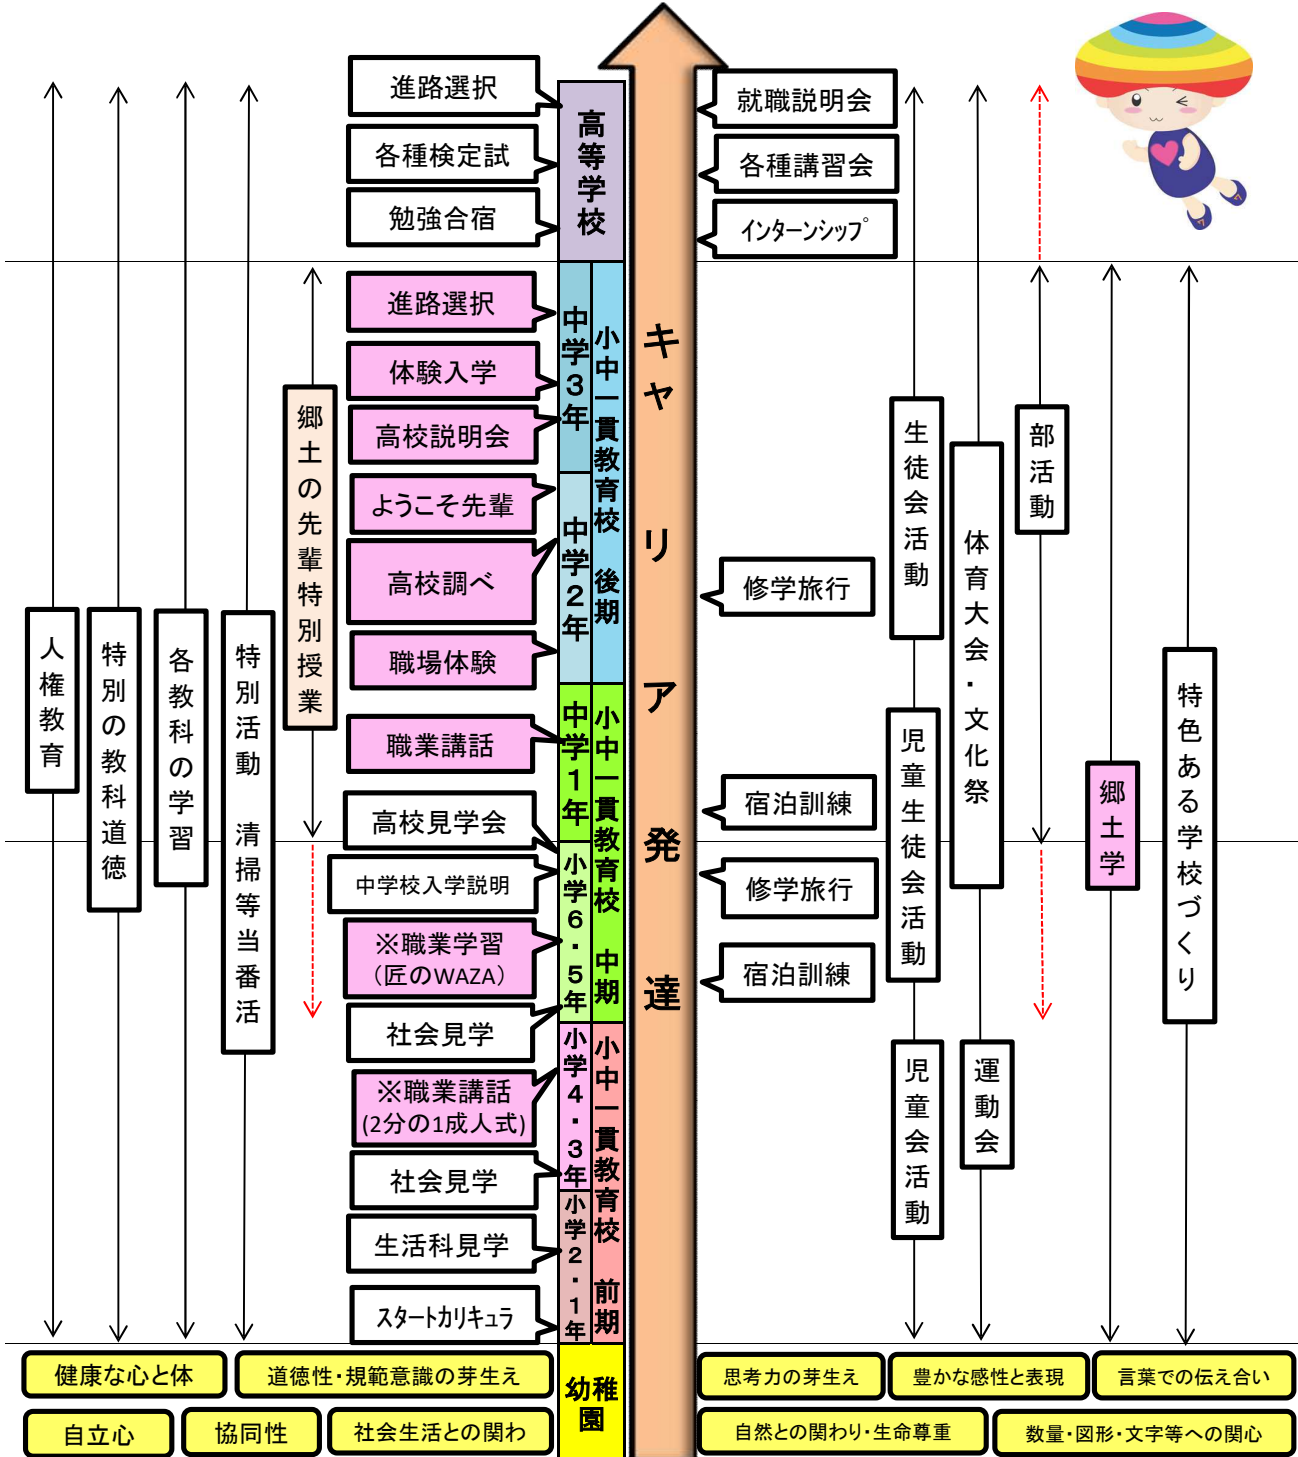 進路選択
各種検定試
勉強合宿
高等学校
就職説明会
各種講習会
インターンシップ
進路選択
体験入学
高校説明会
ようこそ先輩
高校調べ
職場体験
職業講話
高校見学会
中学校入学説明
※職業学習
（匠のWAZA）
社会見学
※職業講話
(2分の1成人式)
社会見学
生活科見学
スタートカリキュラ
中学3年
中学2年
中学1年
小学6・5年
小学4・3年
小学2・1年
小中一貫教育校 後期
小中一貫教育校 中期
小中一貫教育校 前期
幼稚園
キャリア発達
修学旅行
宿泊訓練
修学旅行
宿泊訓練
人権教育
特別の教科道徳
各教科の学習
特別活動 清掃等当番活
郷土の先輩特別授業
生徒会活動
児童生徒会活動
児童会活動
体育大会・文化祭
運動会
部活動
郷土学
特色ある学校づくり
健康な心と体
道徳性・規範意識の芽生え
自立心
協同性
社会生活との関わ
思考力の芽生え
豊かな感性と表現
言葉での伝え合い
自然との関わり・生命尊重
数量・図形・文字等への関心